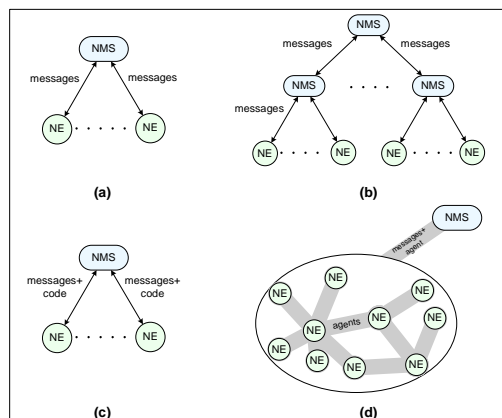 NMS
messages messages
NE . . . . . NE
(a)
NMS
messages messages
NMS . . . . NMS
messages
NE . . . . NE NE . . . . NE
(b)
NMS
messages+ messages+
code code
NE . . . . . NE
(c)
NMS
messages+
agent
NE
NE
NE
NE
NE
agents
NE
NE
NE
NE
NE
NE
(d)